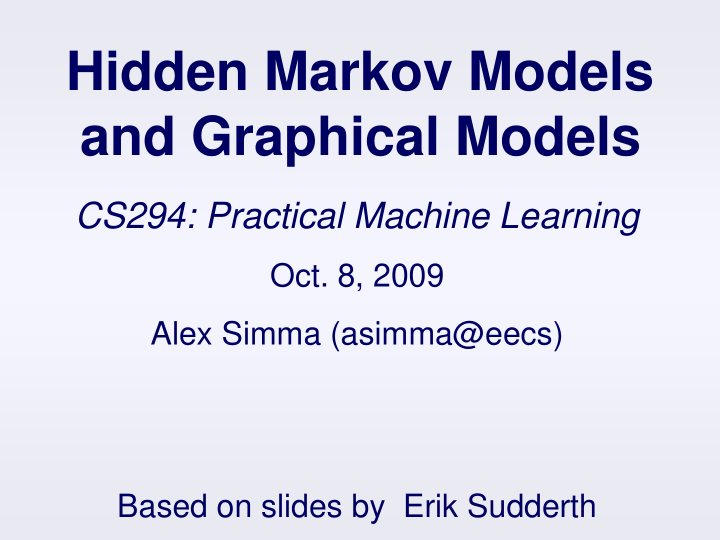 Hidden Markov Models
and Graphical Models
CS294: Practical Machine Learning
Oct. 8, 2009
Alex Simma (asimma@eecs)
Based on slides by  Erik Sudderth